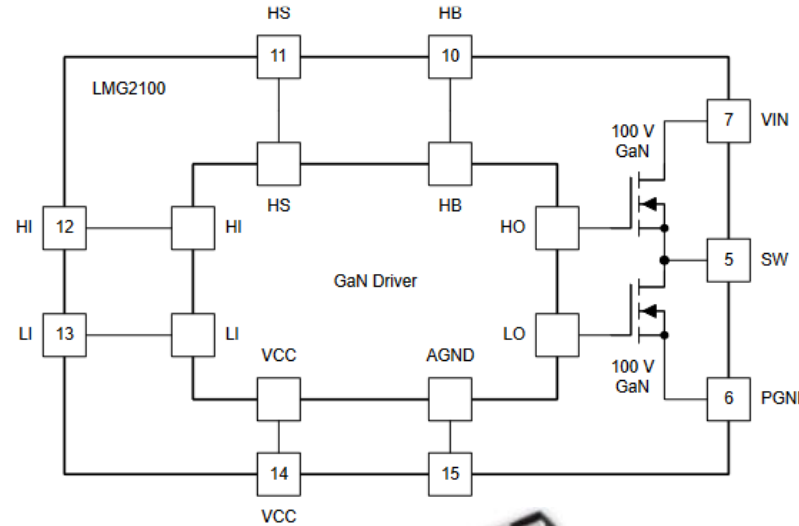 HS HB
11 10
LMG2100
7 VIN
100 V
GaN
HS HB
HI 12 HI HO
5 SW
GaN Driver
LI 13 LI LO
VCC AGND
100 V
GaN
6 PGN
14 15
VCC